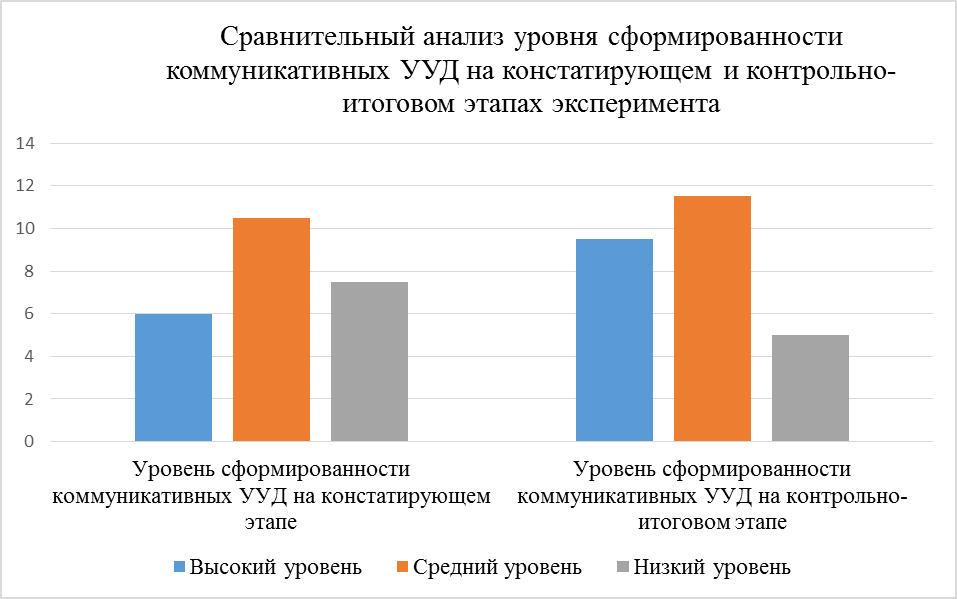 Сравнительный анализ уровня сформированности
коммуникативных УУД на констатирующем и контрольно-
итоговом этапах эксперимента
14
12
10
8
6
4
2
0
Уровень сформированности
коммуникативных УУД на констатирующем
этапе
Уровень сформированности
коммуникативных УУД на контрольно-
итоговом этапе
Высокий уровень
Средний уровень
Низкий уровень